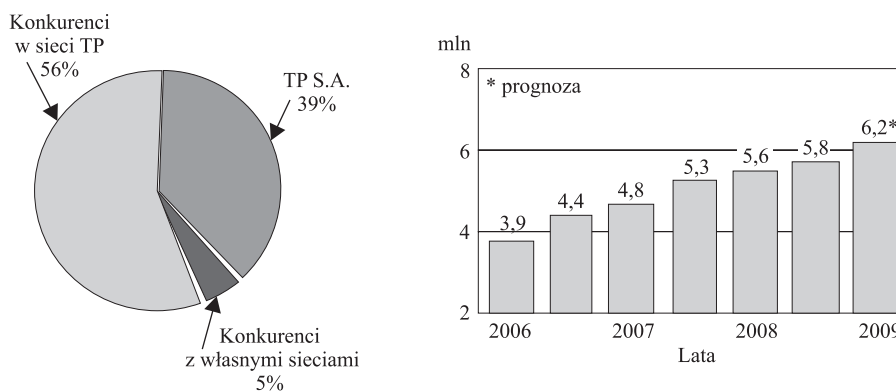 Konkurenci
w sieci TP
56%
TP S.A.
39%
Konkurenci
z własnymi sieciami
5%
mln
8
6
4
2
* prognoza
3,9
4,4
4,8
5,3
5,6
5,8
6,2*
2006
2007
2008
2009
Lata